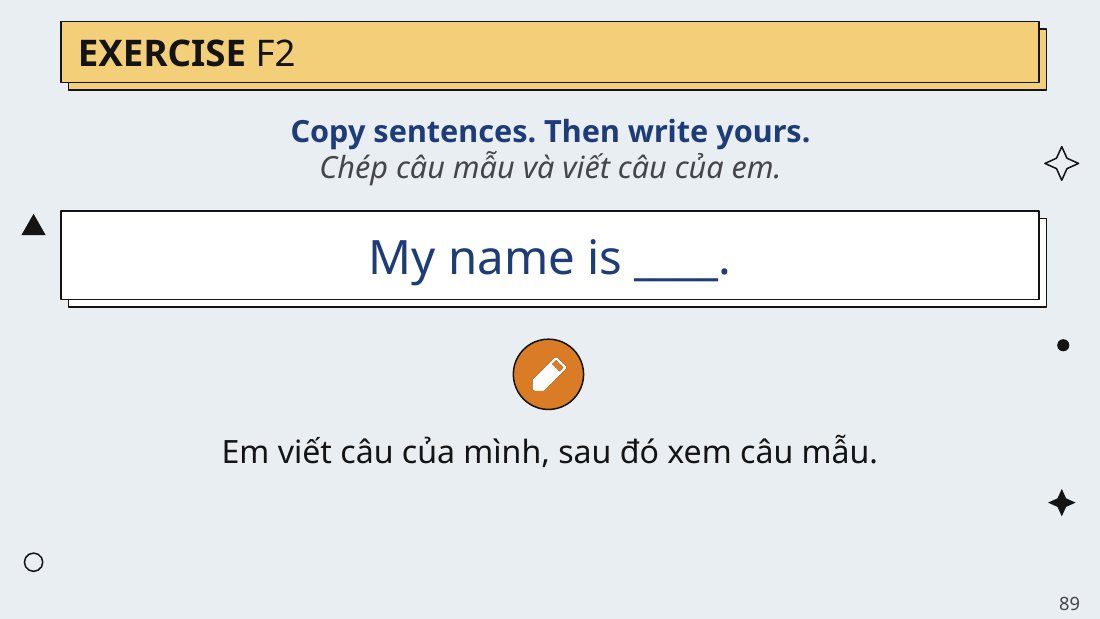 EXERCISE F2
Copy sentences. Then write yours.
Chép câu mẫu và viết câu của em.
My name is ____.
Em viết câu của mình, sau đó xem câu mẫu.
89